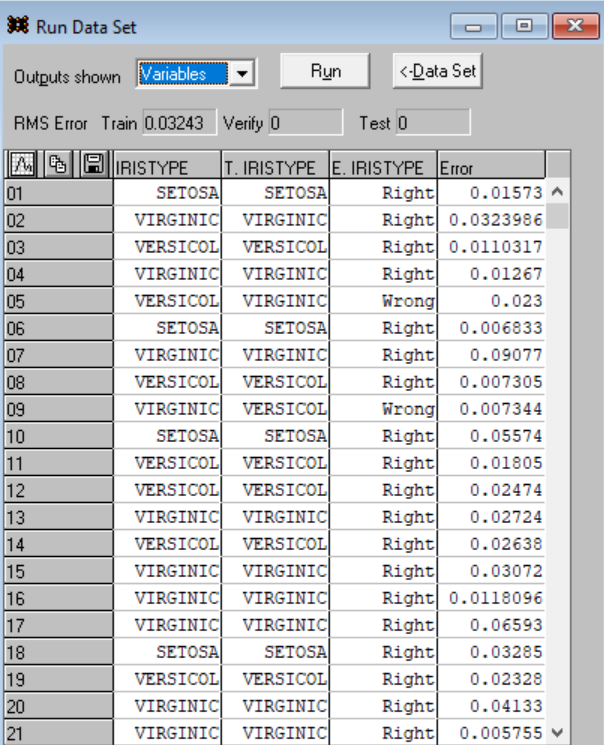 Run Data Set
Outputs shown Variables Run <-Data Set
RMS Error Train 0.03243 Verify 0 Test 0
IRISTYPE T. IRISTYPE E. IRISTYPE Error
01 SETOSA SETOSA Right 0.01573
02 VIRGINIC VIRGINIC Right 0.0323986
03 VERSICOL VERSICOL Right 0.0110317
04 VIRGINIC VIRGINIC Right 0.01267
05 VERSICOL VIRGINIC Wrong 0.023
06 SETOSA SETOSA Right 0.006833
07 VIRGINIC VIRGINIC Right 0.09077
08 VERSICOL VERSICOL Right 0.007305
09 VIRGINIC VERSICOL Wrong 0.007344
10 SETOSA SETOSA Right 0.05574
11 VERSICOL VERSICOL Right 0.01805
12 VERSICOL VERSICOL Right 0.02474
13 VIRGINIC VIRGINIC Right 0.02724
14 VERSICOL VERSICOL Right 0.02638
15 VIRGINIC VIRGINIC Right 0.03072
16 VIRGINIC VIRGINIC Right 0.0118096
17 VIRGINIC VIRGINIC Right 0.06593
18 SETOSA SETOSA Right 0.03285
19 VERSICOL VERSICOL Right 0.02328
20 VIRGINIC VIRGINIC Right 0.04133
21 VIRGINIC VIRGINIC Right 0.005755